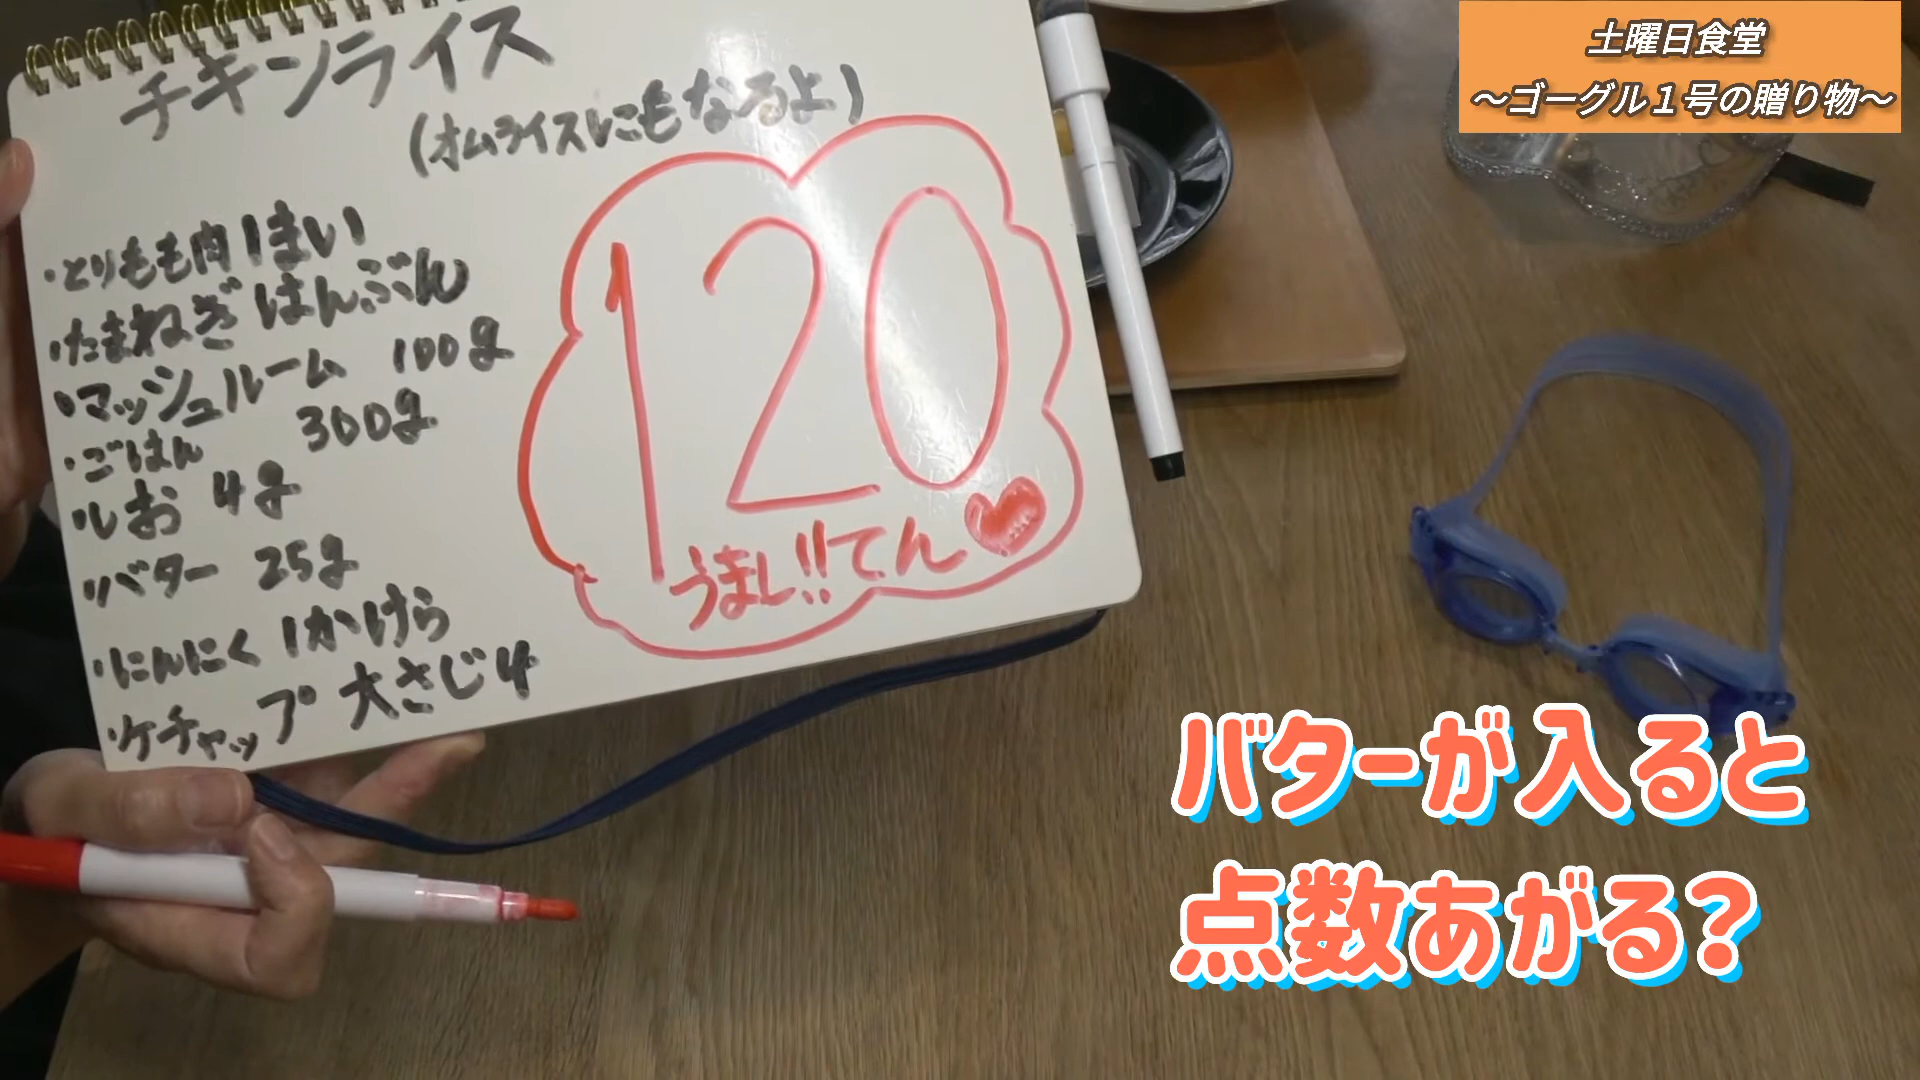 土曜日食堂
～ゴーグル１号の贈り物～
チキンライス
(オムライスにもなるよ)
・とりもも肉 1まい
・たまねぎ はんぶん
・マッシュルーム 100g
・ごはん 300g
・しお 4g
・バター 25g
・にんにく 1かけら
・ケチャップ 大さじ4
120
うまし!!てん
バターが入ると
点数あがる?